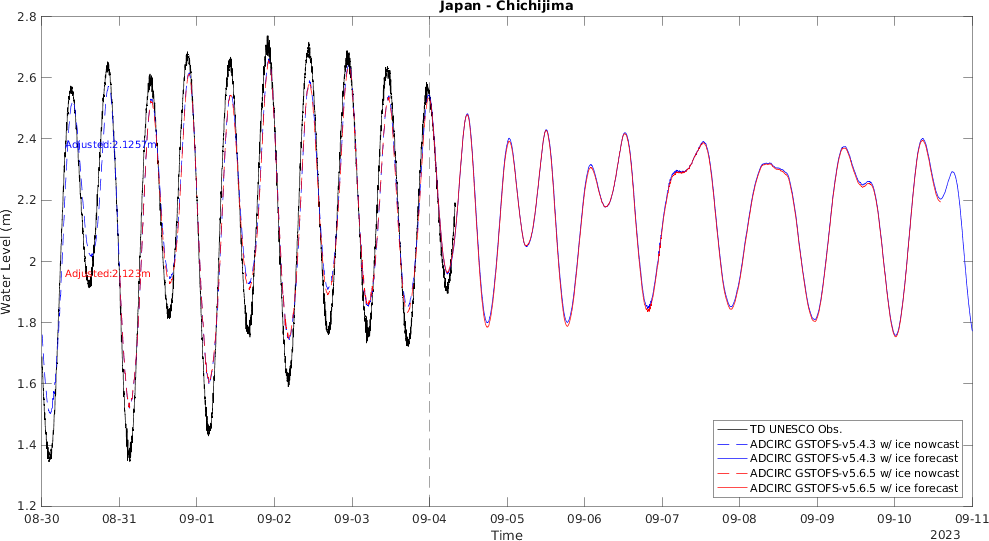 Japan - Chichijima
2.8
2.6
2.4
2.2
2
1.8
1.6
1.4
1.2
Water Level (m)
Adjusted:2.1257m
Adjusted:2.123m
TD UNESCO Obs.
ADCIRC GSTOFS-v5.4.3 w/ ice nowcast
ADCIRC GSTOFS-v5.4.3 w/ ice forecast
ADCIRC GSTOFS-v5.6.5 w/ ice nowcast
ADCIRC GSTOFS-v5.6.5 w/ ice forecast
08-30 08-31 09-01 09-02 09-03 09-04 09-05 09-06 09-07 09-08 09-09 09-10 09-11
Time
2023